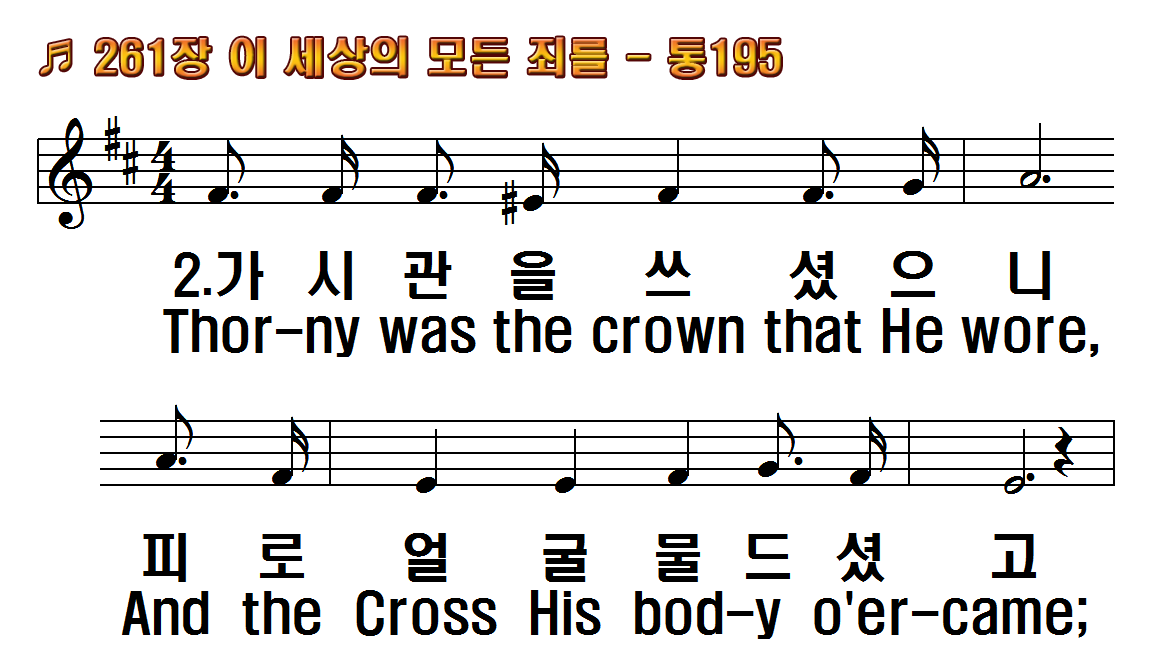 ♬ 261장 이 세상의 모든 죄를 - 통195
4
4
2.가 시 관 을 쓰 셨 으 니
Thor-ny was the crown that He wore,
피 로 얼 굴 물 드 셨 고
And the Cross His bod-y o'er-came;